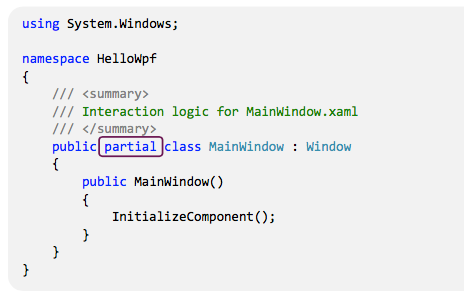 using System.Windows;
namespace HelloWpf
{
/// <summary>
/// Interaction logic for MainWindow.xaml
/// </summary>
public partial class MainWindow : Window
{
public MainWindow()
{
InitializeComponent();
}
}
}